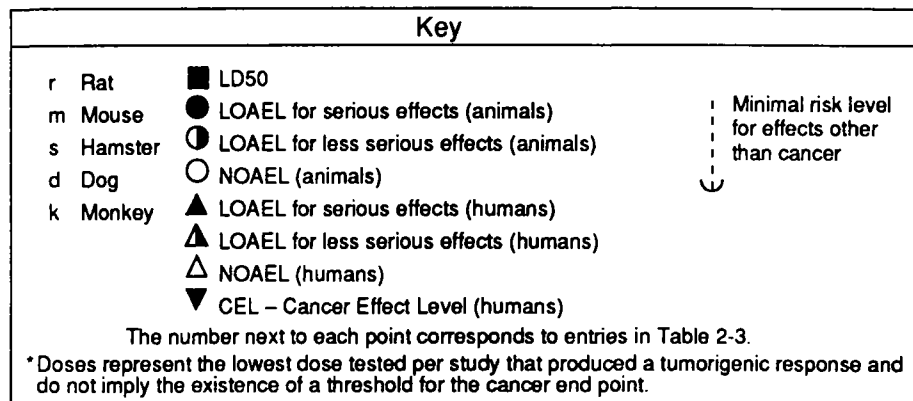 Key
r Rat LD50
m Mouse LOAEL for serious effects (animals)
s Hamster LOAEL for less serious effects (animals)
d Dog NOAEL (animals)
k Monkey LOAEL for serious effects (humans)
LOAEL for less serious effects (humans)
NOAEL (humans)
CEL – Cancer Effect Level (humans)
Minimal risk level
for effects other
than cancer
The number next to each point corresponds to entries in Table 2-3.
*Doses represent the lowest dose tested per study that produced a tumorigenic response and
do not imply the existence of a threshold for the cancer end point.